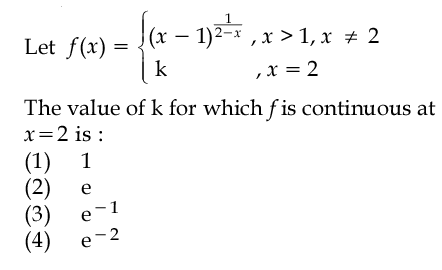 Let f(x) = { (x − 1)^(1/(2−x)) , x > 1, x ≠ 2
k , x = 2
The value of k for which f is continuous at
x=2 is :
(1) 1
(2) e
(3) e^−1
(4) e^−2